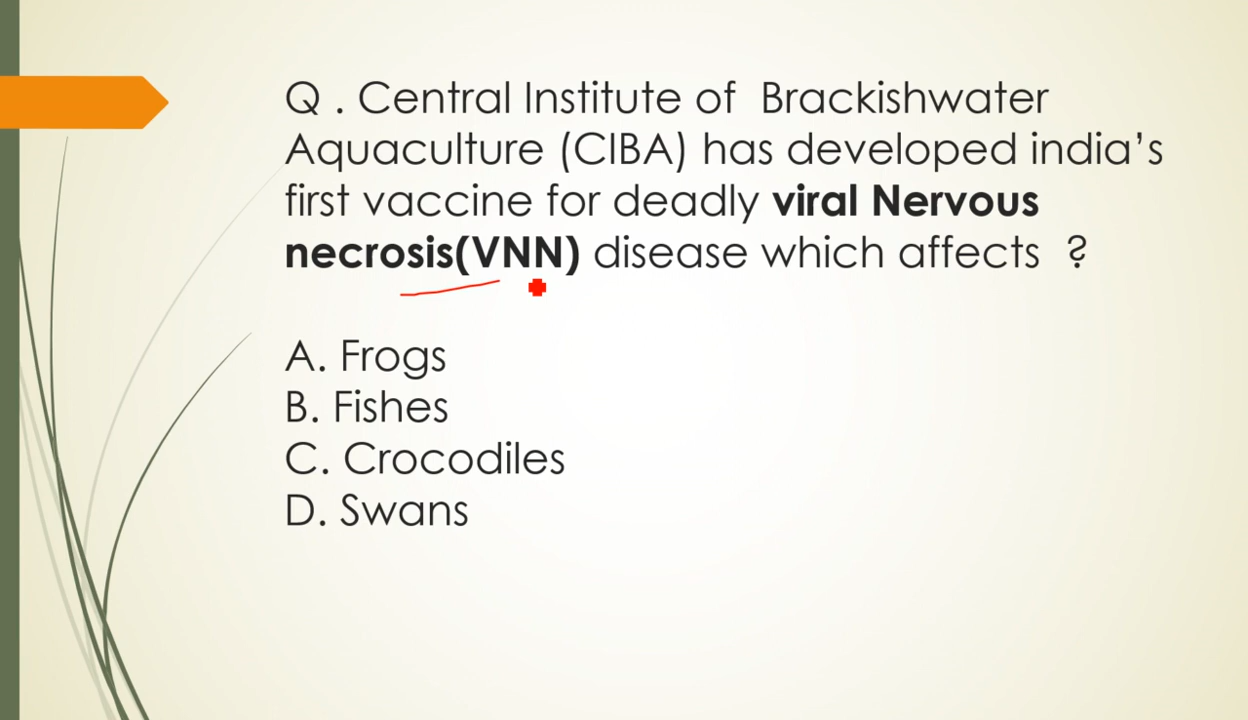 Q . Central Institute of Brackishwater
Aquaculture (CIBA) has developed india's
first vaccine for deadly viral Nervous
necrosis(VNN) disease which affects ?
A. Frogs
B. Fishes
C. Crocodiles
D. Swans